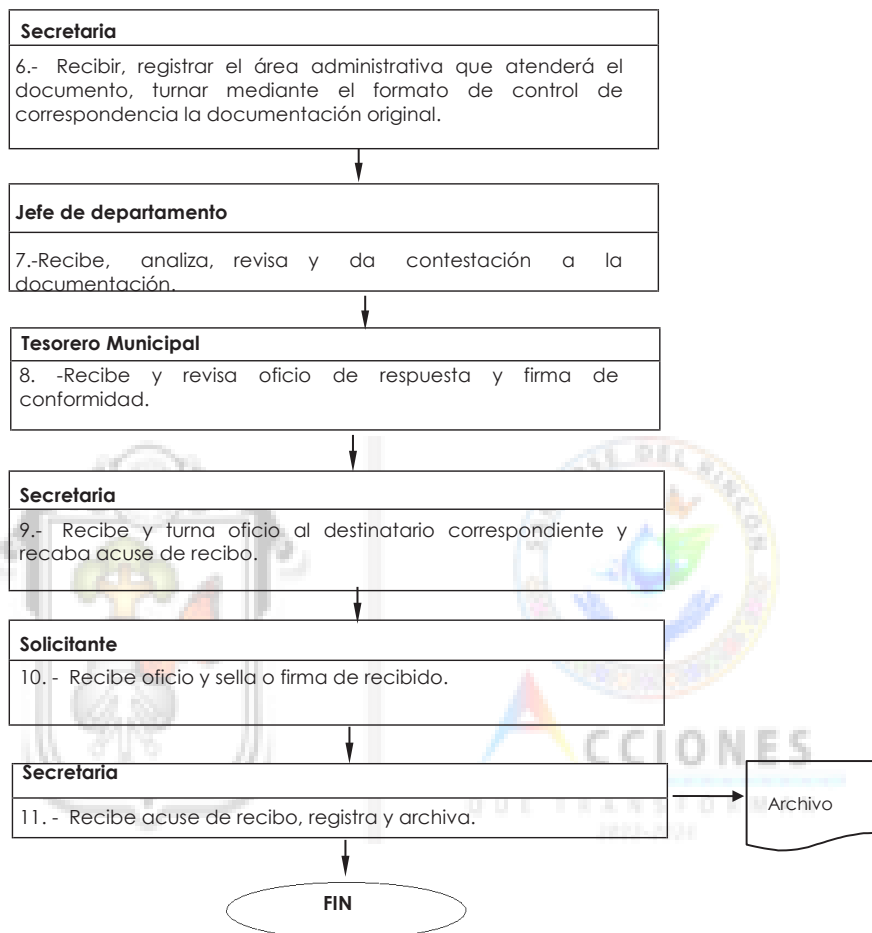 Secretaria
6.- Recibir, registrar el área administrativa que atenderá el
documento, turnar mediante el formato de control de
correspondencia la documentación original.
Jefe de departamento
7.-Recibe, analiza, revisa y da contestación a la
documentación.
Tesorero Municipal
8. -Recibe y revisa oficio de respuesta y firma de
conformidad.
Secretaria
9.- Recibe y turna oficio al destinatario correspondiente y
recaba acuse de recibo.
Solicitante
10. - Recibe oficio y sella o firma de recibido.
Secretaria
11. - Recibe acuse de recibo, registra y archiva.
Archivo
FIN
DEL RINCON
ACCIONES